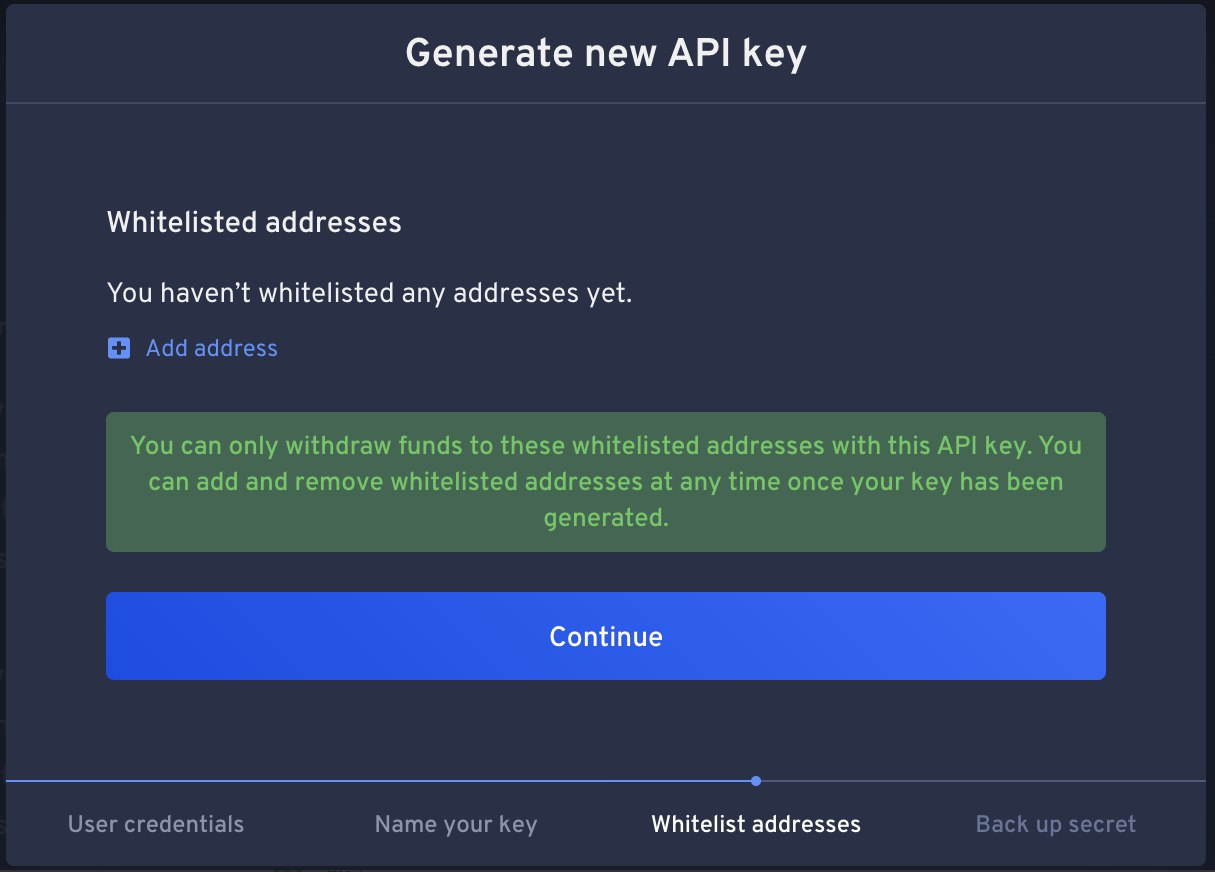 Generate new API key
Whitelisted addresses
You haven’t whitelisted any addresses yet.
Add address
You can only withdraw funds to these whitelisted addresses with this API key. You
can add and remove whitelisted addresses at any time once your key has been
generated.
Continue
User credentials
Name your key
Whitelist addresses
Back up secret